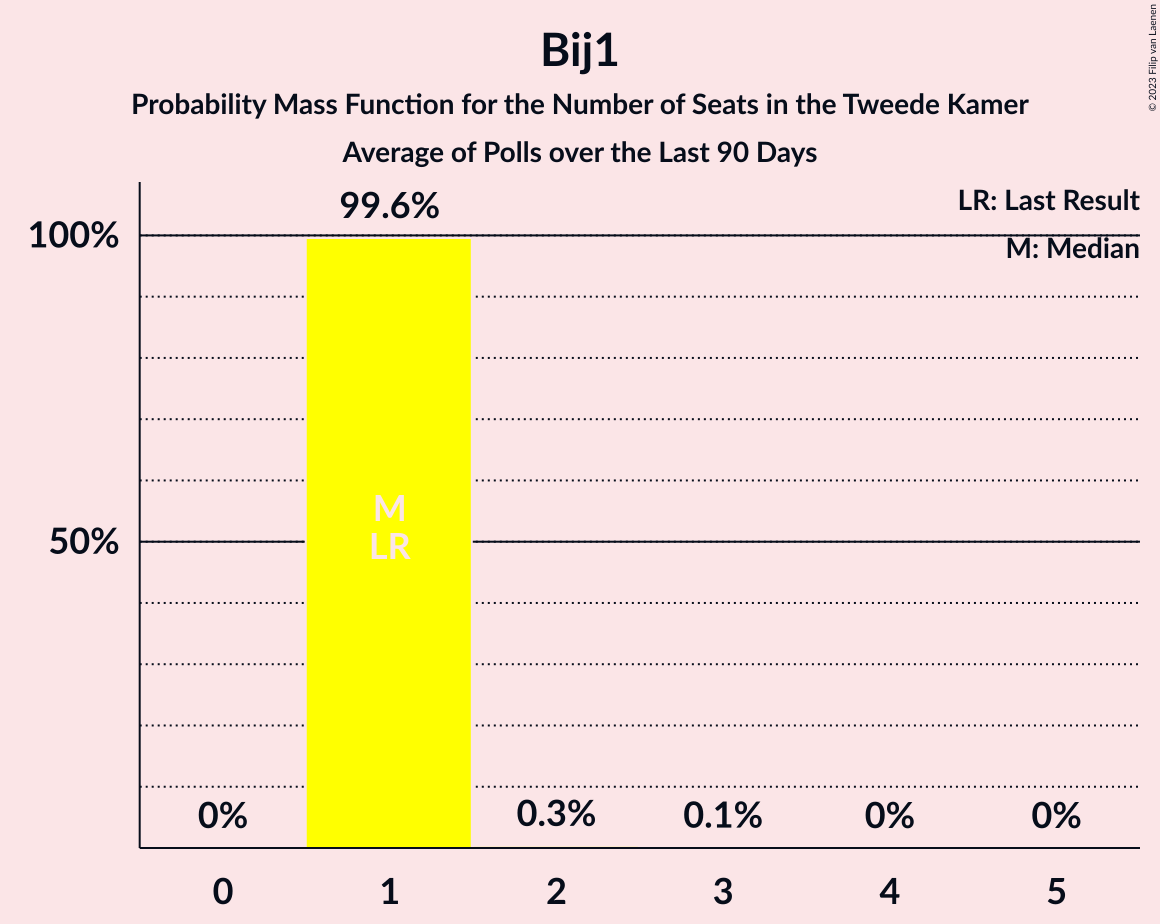 Bij1
Probability Mass Function for the Number of Seats in the Tweede Kamer
Average of Polls over the Last 90 Days
© 2023 Filip van Laenen
LR: Last Result
M: Median
99.6%
100%
M
LR
50%
0%
0.3%
0.1%
0%
0%
0 1 2 3 4 5